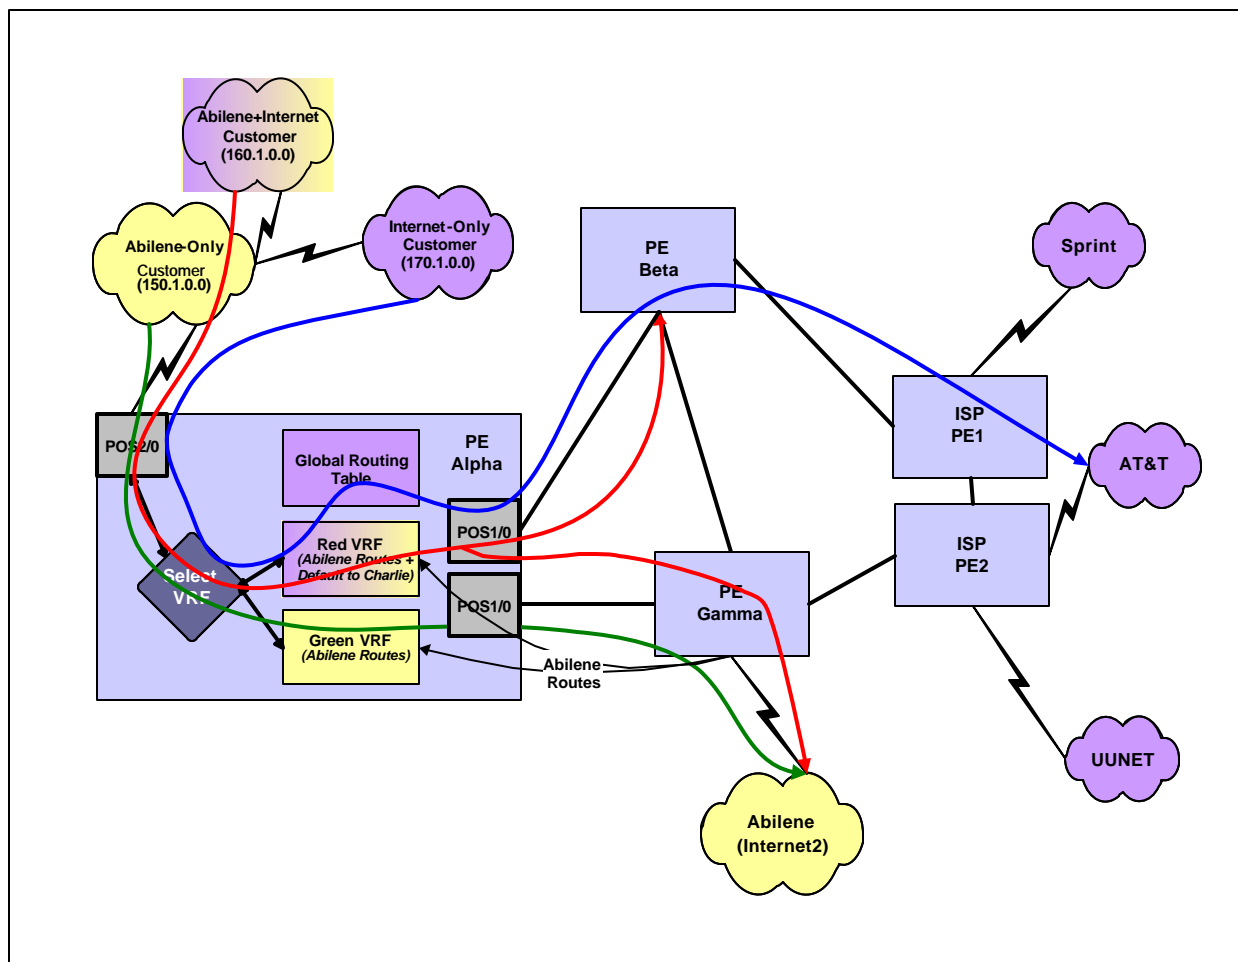 Abilene+Internet
Customer
(160.1.0.0)
Abilene-Only
Customer
(150.1.0.0)
Internet-Only
Customer
(170.1.0.0)
PE
Beta
Sprint
ISP
PE1
AT&T
ISP
PE2
UUNET
POS2/0
Global Routing
Table
PE
Alpha
POS1/0
Red VRF
(Abilene Routes +
Default to Charlie)
Select
VRF
POS1/0
Green VRF
(Abilene Routes)
PE
Gamma
Abilene
Routes
Abilene
(Internet2)